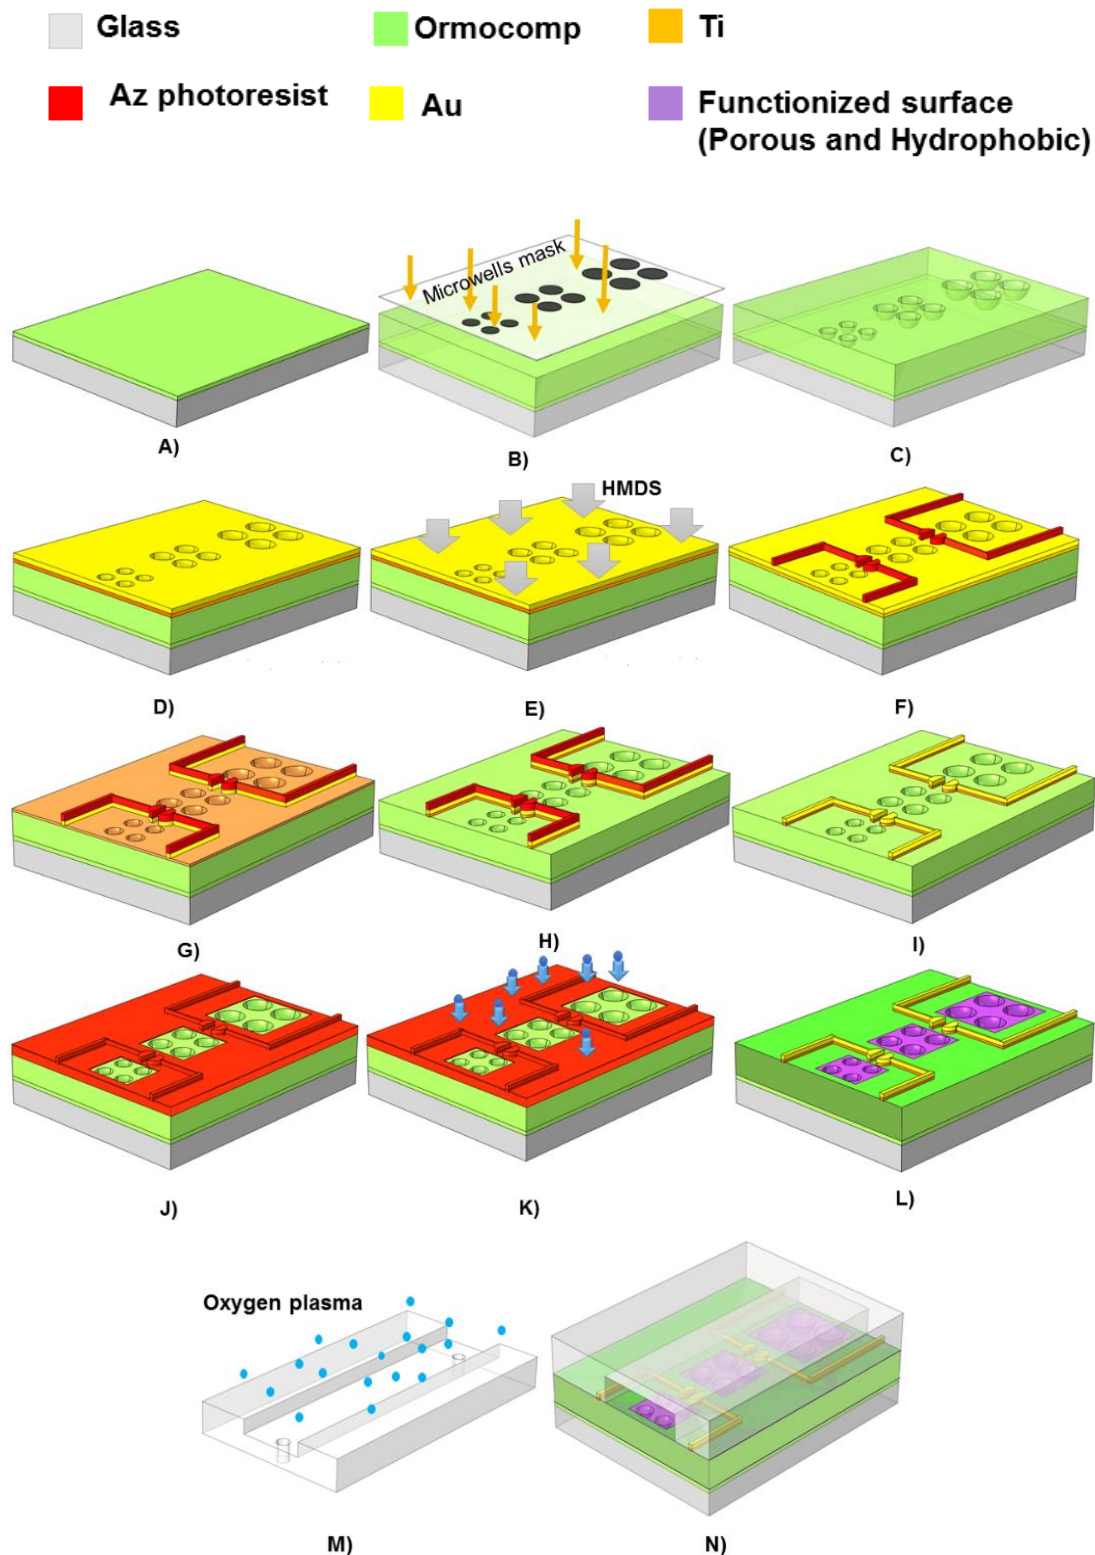 Glass
Ormocomp
Ti
Az photoresist
Au
Functionized surface
(Porous and Hydrophobic)
Microwells mask
A)
B)
C)
HMDS
D)
E)
F)
G)
H)
I)
J)
K)
L)
Oxygen plasma
M)
N)